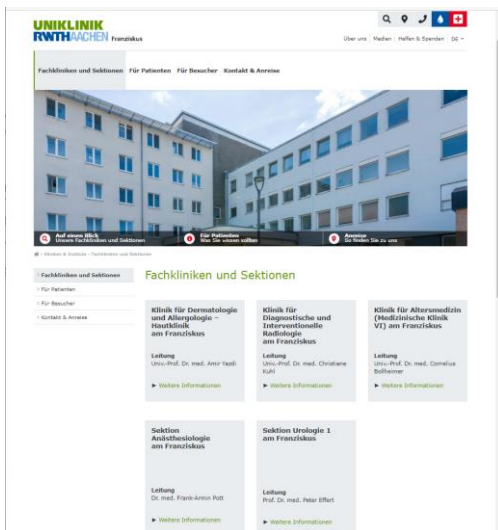 UNIKLINIK
RWTHAACHEN Franziskus
Über uns Medien Helfen & Spenden DE
Fachkliniken und Sektionen Für Patienten Für Besucher Kontakt & Anreise
Auf einen Blick
Unsere Fachkliniken und Sektionen
Für Patienten
Was Sie wissen sollten
Anreise
So finden Sie zu uns
Kliniken & Institute › Fachkliniken und Sektionen
Fachkliniken und Sektionen
Für Patienten
Für Besucher
Kontakt & Anreise
Fachkliniken und Sektionen
Klinik für Dermatologie
und Allergologie –
Hautklinik
am Franziskus
Leitung
Univ.-Prof. Dr. med. Amir Yazdi
► Weitere Informationen
Klinik für
Diagnostische und
Interventionelle
Radiologie
am Franziskus
Leitung
Univ.-Prof. Dr. med. Christiane
Kuhl
► Weitere Informationen
Klinik für Altersmedizin
(Medizinische Klinik
VI) am Franziskus
Leitung
Univ.-Prof. Dr. med. Cornelius
Bollheimer
► Weitere Informationen
Sektion
Anästhesiologie
am Franziskus
Leitung
Dr. med. Frank-Armin Pott
► Weitere Informationen
Sektion Urologie 1
am Franziskus
Leitung
Prof. Dr. med. Peter Effert
► Weitere Informationen